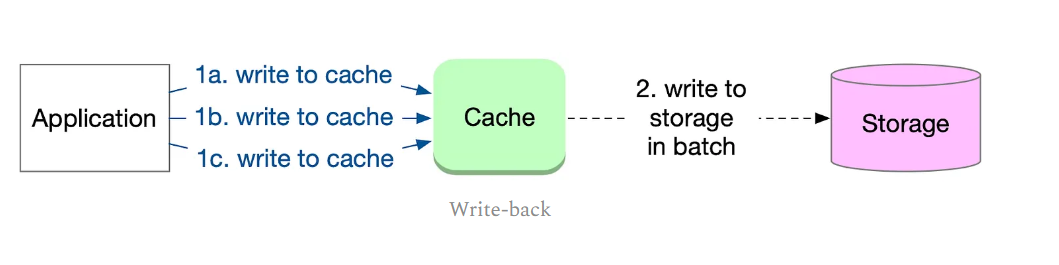 Application
1a. write to cache
1b. write to cache
1c. write to cache
Cache
2. write to
storage
in batch
Storage
Write-back